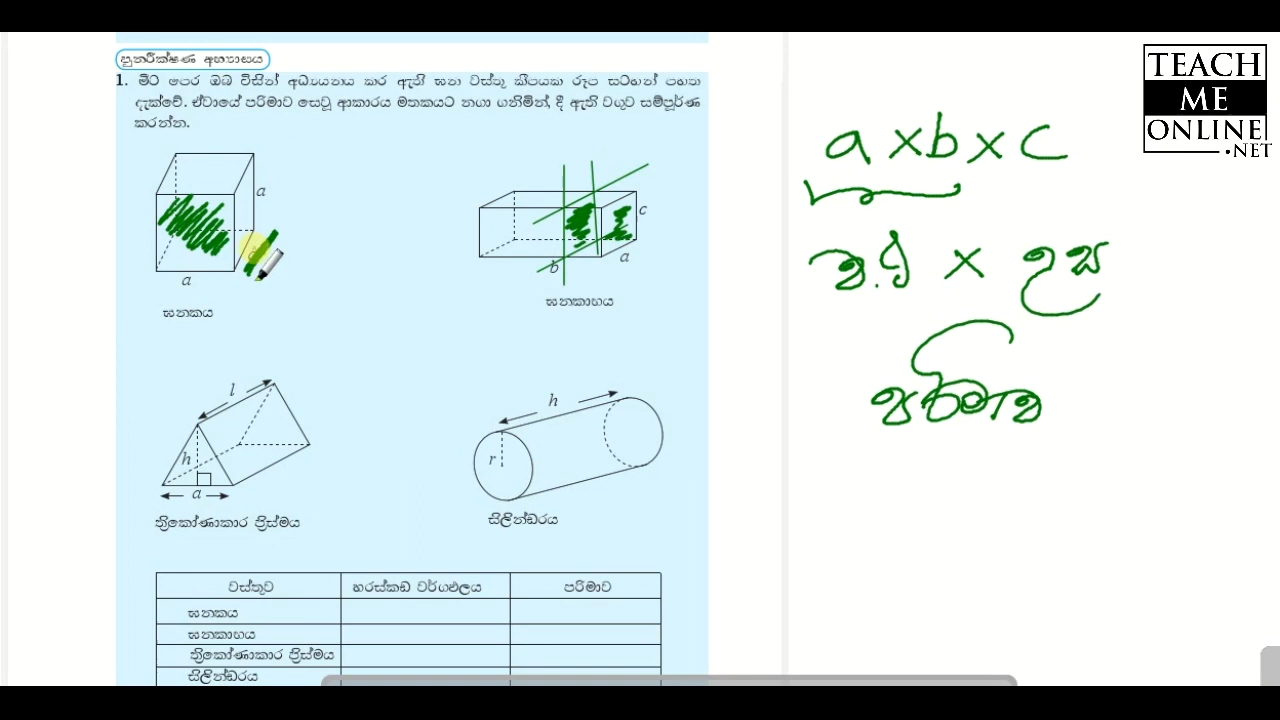 පුනරීක්ෂණ අභ්‍යාසය
1. මීට පෙර ඔබ විසින් අධ්‍යයනය කර ඇති ඝන වස්තු කීපයක රූප සටහන් පහත
දැක්වේ. ඒවායේ පරිමාව සෙවූ ආකාරය මතකයට නගා ගනිමින්, දී ඇති වගුව සම්පූර්ණ
කරන්න.
a
a
ඝනකය
c
a
b
ඝනකාභය
l
h
a
ත්‍රිකෝණාකාර ප්‍රිස්මය
h
r
සිලින්ඩරය
වස්තුව හරස්කඩ වර්ගඵලය පරිමාව
ඝනකය
ඝනකාභය
ත්‍රිකෝණාකාර ප්‍රිස්මය
සිලින්ඩරය
a × b × c
ව.ඵ × උස
පරිමාව
TEACH
ME
ONLINE
.NET